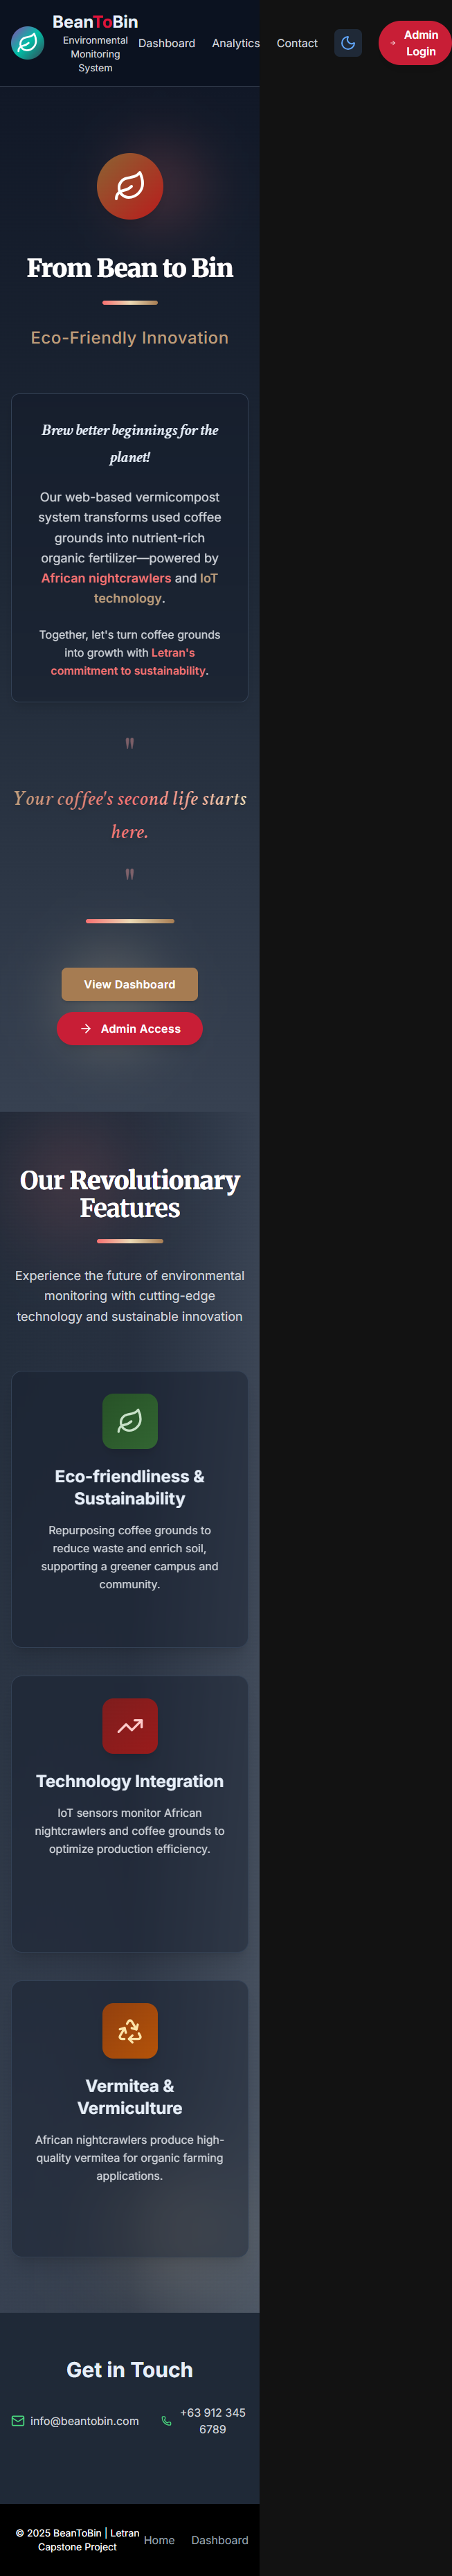 BeanToBin
Environmental
Monitoring
System
Dashboard
Analytics
Contact
Admin
Login
From Bean to Bin
Eco-Friendly Innovation
Brew better beginnings for the
planet!
Our web-based vermicompost
system transforms used coffee
grounds into nutrient-rich
organic fertilizer—powered by
African nightcrawlers and IoT
technology.
Together, let's turn coffee grounds
into growth with Letran's
commitment to sustainability.
"
Your coffee's second life starts
here.
"
View Dashboard
Admin Access
Our Revolutionary
Features
Experience the future of environmental
monitoring with cutting-edge
technology and sustainable innovation
Eco-friendliness &
Sustainability
Repurposing coffee grounds to
reduce waste and enrich soil,
supporting a greener campus and
community.
Technology Integration
IoT sensors monitor African
nightcrawlers and coffee grounds to
optimize production efficiency.
Vermitea &
Vermiculture
African nightcrawlers produce high-
quality vermitea for organic farming
applications.
Get in Touch
info@beantobin.com
+63 912 345
6789
© 2025 BeanToBin | Letran
Capstone Project
Home
Dashboard